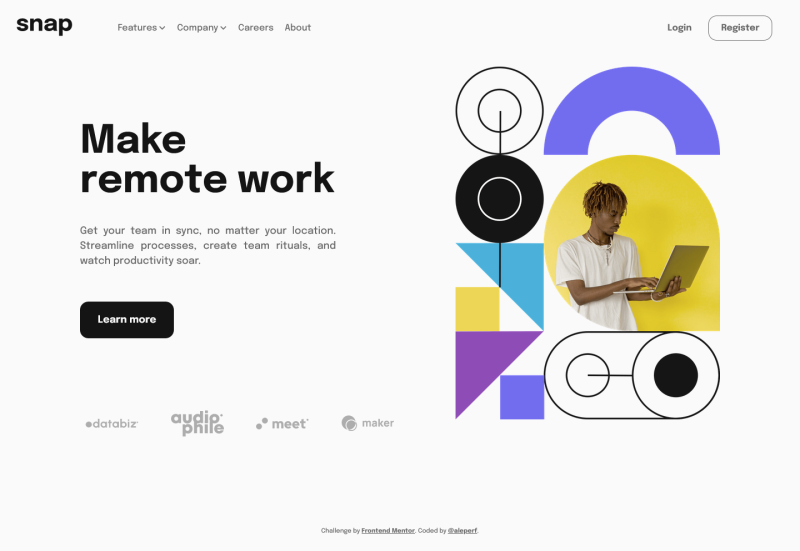 snap
Features Company Careers About
Login Register
Make
remote work
Get your team in sync, no matter your location.
Streamline processes, create team rituals, and
watch productivity soar.
Learn more
databiz audiophile meet maker
Challenge by Frontend Mentor. Coded by @aleperf.